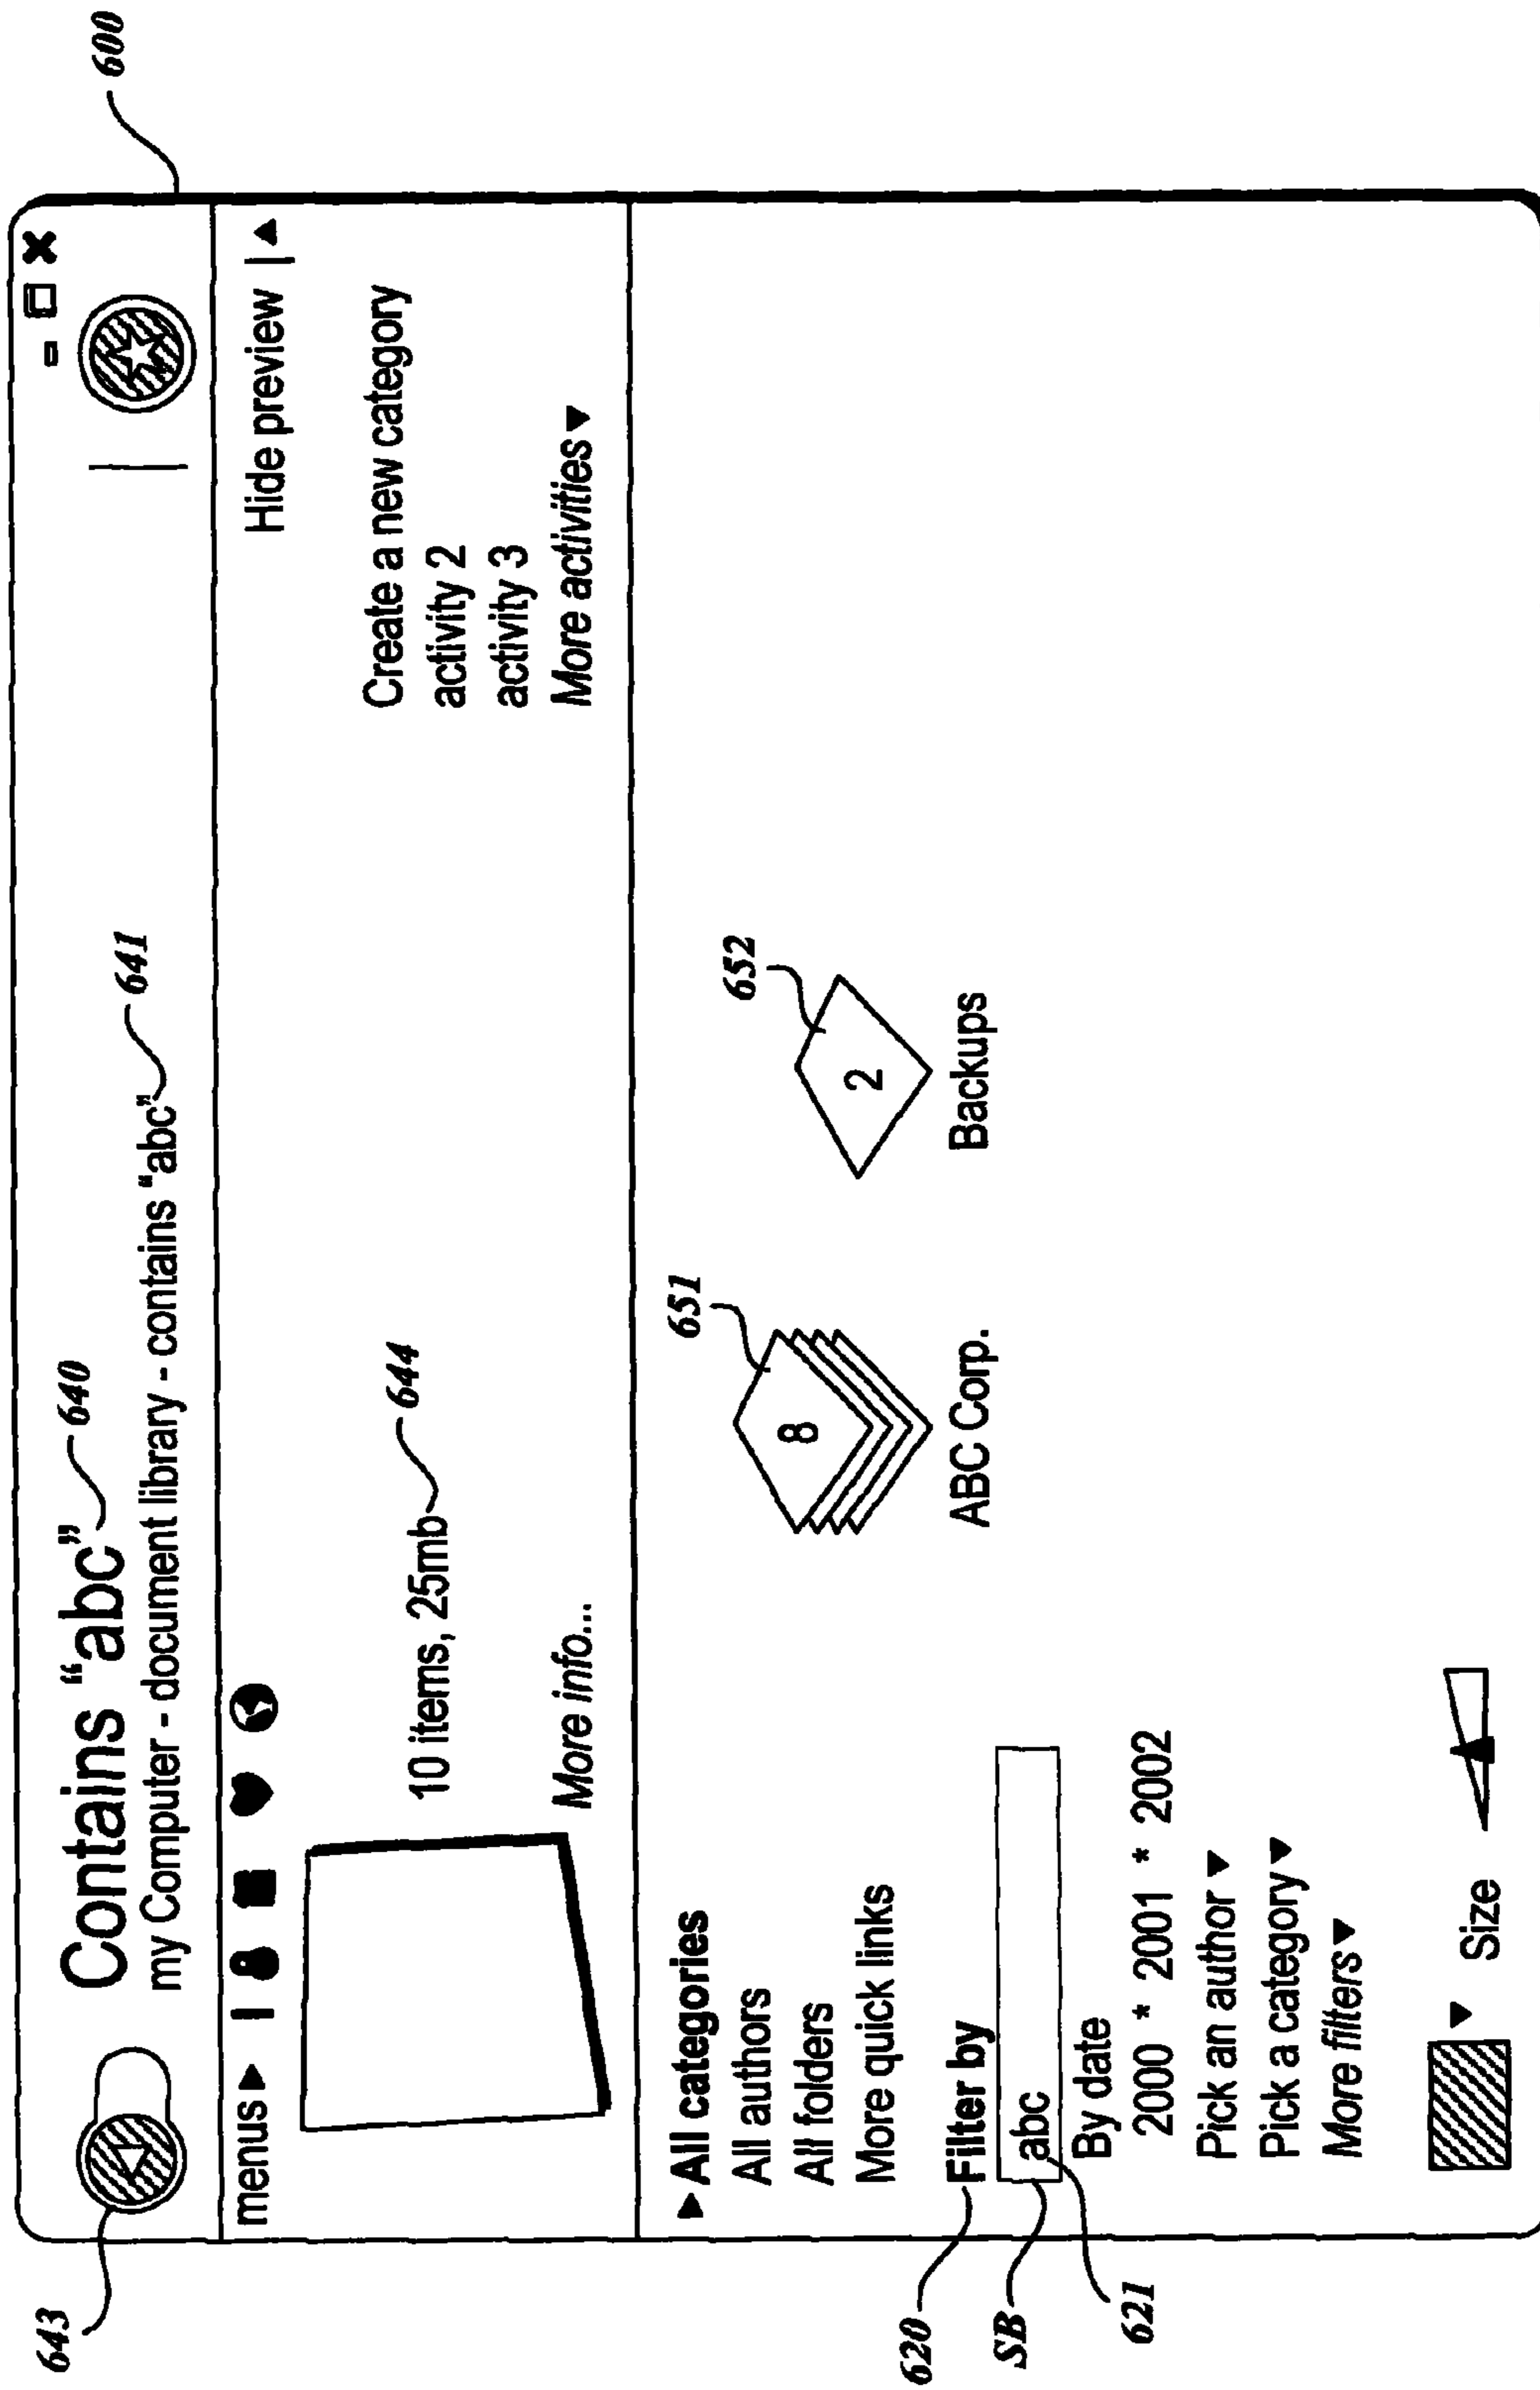 600
643
Contains “abc”
640
my Computer - document library - contains “abc”
641
menus
Hide preview
10 items, 25mb
644
More info...
Create a new category
activity 2
activity 3
More activities
All categories
All authors
All folders
More quick links
620
Filter by
SB
abc
621
By date
2000 * 2001 * 2002
Pick an author
Pick a category
More filters
Size
651
8
ABC Corp.
652
2
Backups